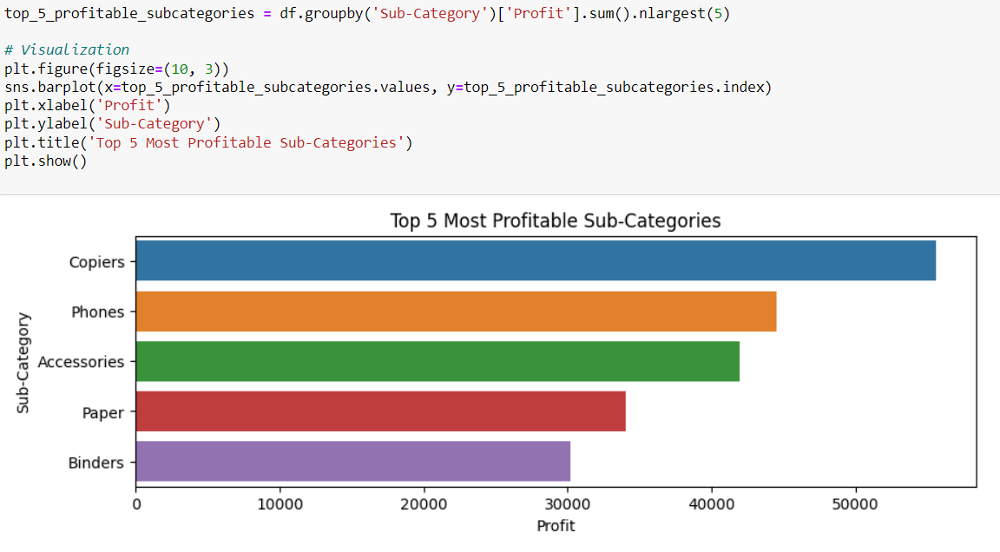 top_5_profitable_subcategories = df.groupby('Sub-Category')['Profit'].sum().nlargest(5)
# Visualization
plt.figure(figsize=(10, 3))
sns.barplot(x=top_5_profitable_subcategories.values, y=top_5_profitable_subcategories.index)
plt.xlabel('Profit')
plt.ylabel('Sub-Category')
plt.title('Top 5 Most Profitable Sub-Categories')
plt.show()
Top 5 Most Profitable Sub-Categories
Sub-Category
Copiers
Phones
Accessories
Paper
Binders
0 10000 20000 30000 40000 50000
Profit